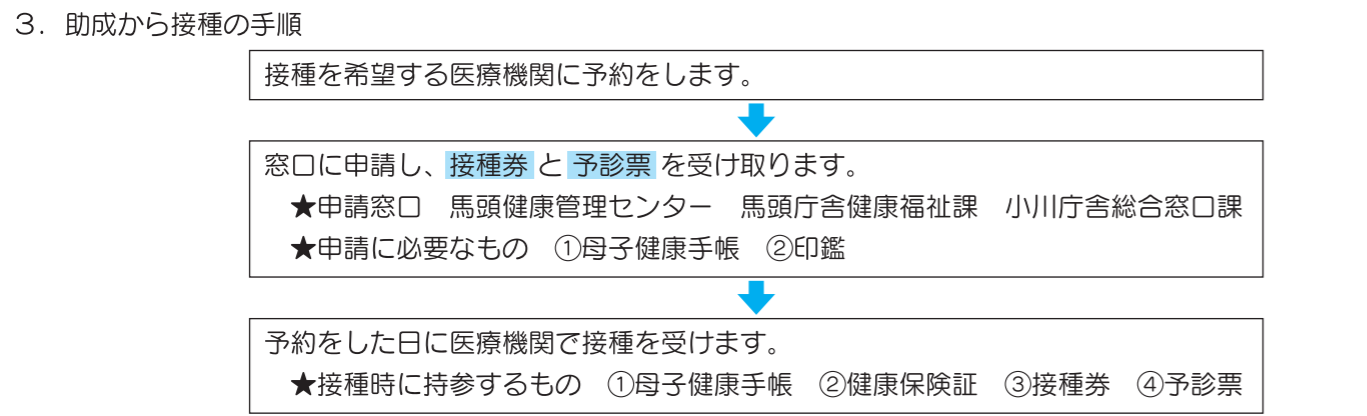 ３．助成から接種の手順
接種を希望する医療機関に予約をします。
窓口に申請し、接種券と予診票を受け取ります。
★申請窓口　馬頭健康管理センター　馬頭庁舎健康福祉課　小川庁舎総合窓口課
★申請に必要なもの　①母子健康手帳　②印鑑
予約をした日に医療機関で接種を受けます。
★接種時に持参するもの　①母子健康手帳　②健康保険証　③接種券　④予診票